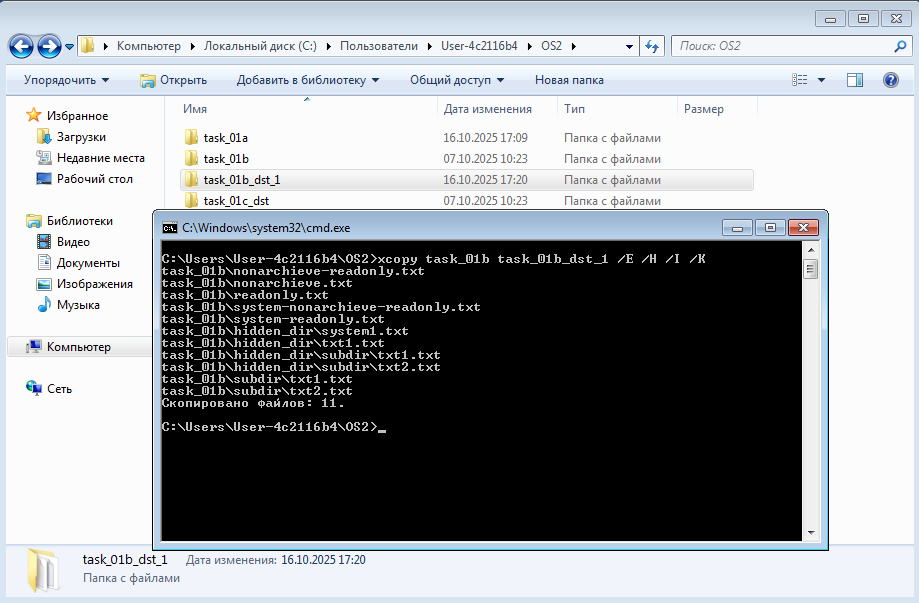 Компьютер ▸ Локальный диск (C:) ▸ Пользователи ▸ User-4c2116b4 ▸ OS2 ▸
Поиск: OS2
Упорядочить Открыть Добавить в библиотеку Общий доступ Новая папка
Избранное
Загрузки
Недавние места
Рабочий стол
Библиотеки
Видео
Документы
Изображения
Музыка
Компьютер
Сеть
Имя Дата изменения Тип Размер
task_01a 16.10.2025 17:09 Папка с файлами
task_01b 07.10.2025 10:23 Папка с файлами
task_01b_dst_1 16.10.2025 17:20 Папка с файлами
task_01c_dst 07.10.2025 10:23 Папка с файлами
C:\Windows\system32\cmd.exe
C:\Users\User-4c2116b4\OS2>xcopy task_01b task_01b_dst_1 /E /H /I /K
task_01b\nonarchieve-readonly.txt
task_01b\nonarchieve.txt
task_01b\readonly.txt
task_01b\system-nonarchieve-readonly.txt
task_01b\system-readonly.txt
task_01b\hidden_dir\system1.txt
task_01b\hidden_dir\txt1.txt
task_01b\hidden_dir\subdir\txt1.txt
task_01b\hidden_dir\subdir\txt2.txt
task_01b\subdir\txt1.txt
task_01b\subdir\txt2.txt
Скопировано файлов: 11.
C:\Users\User-4c2116b4\OS2>_
task_01b_dst_1 Дата изменения: 16.10.2025 17:20
Папка с файлами